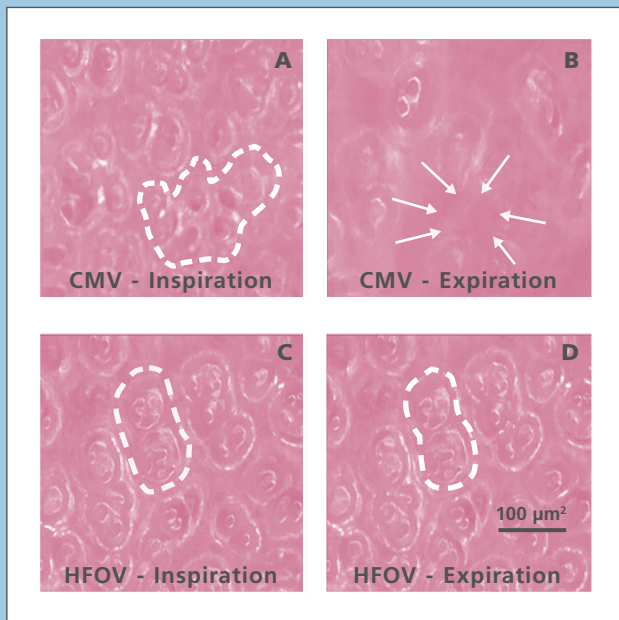 A
CMV - Inspiration
B
CMV - Expiration
C
HFOV - Inspiration
D
100 µm²
HFOV - Expiration